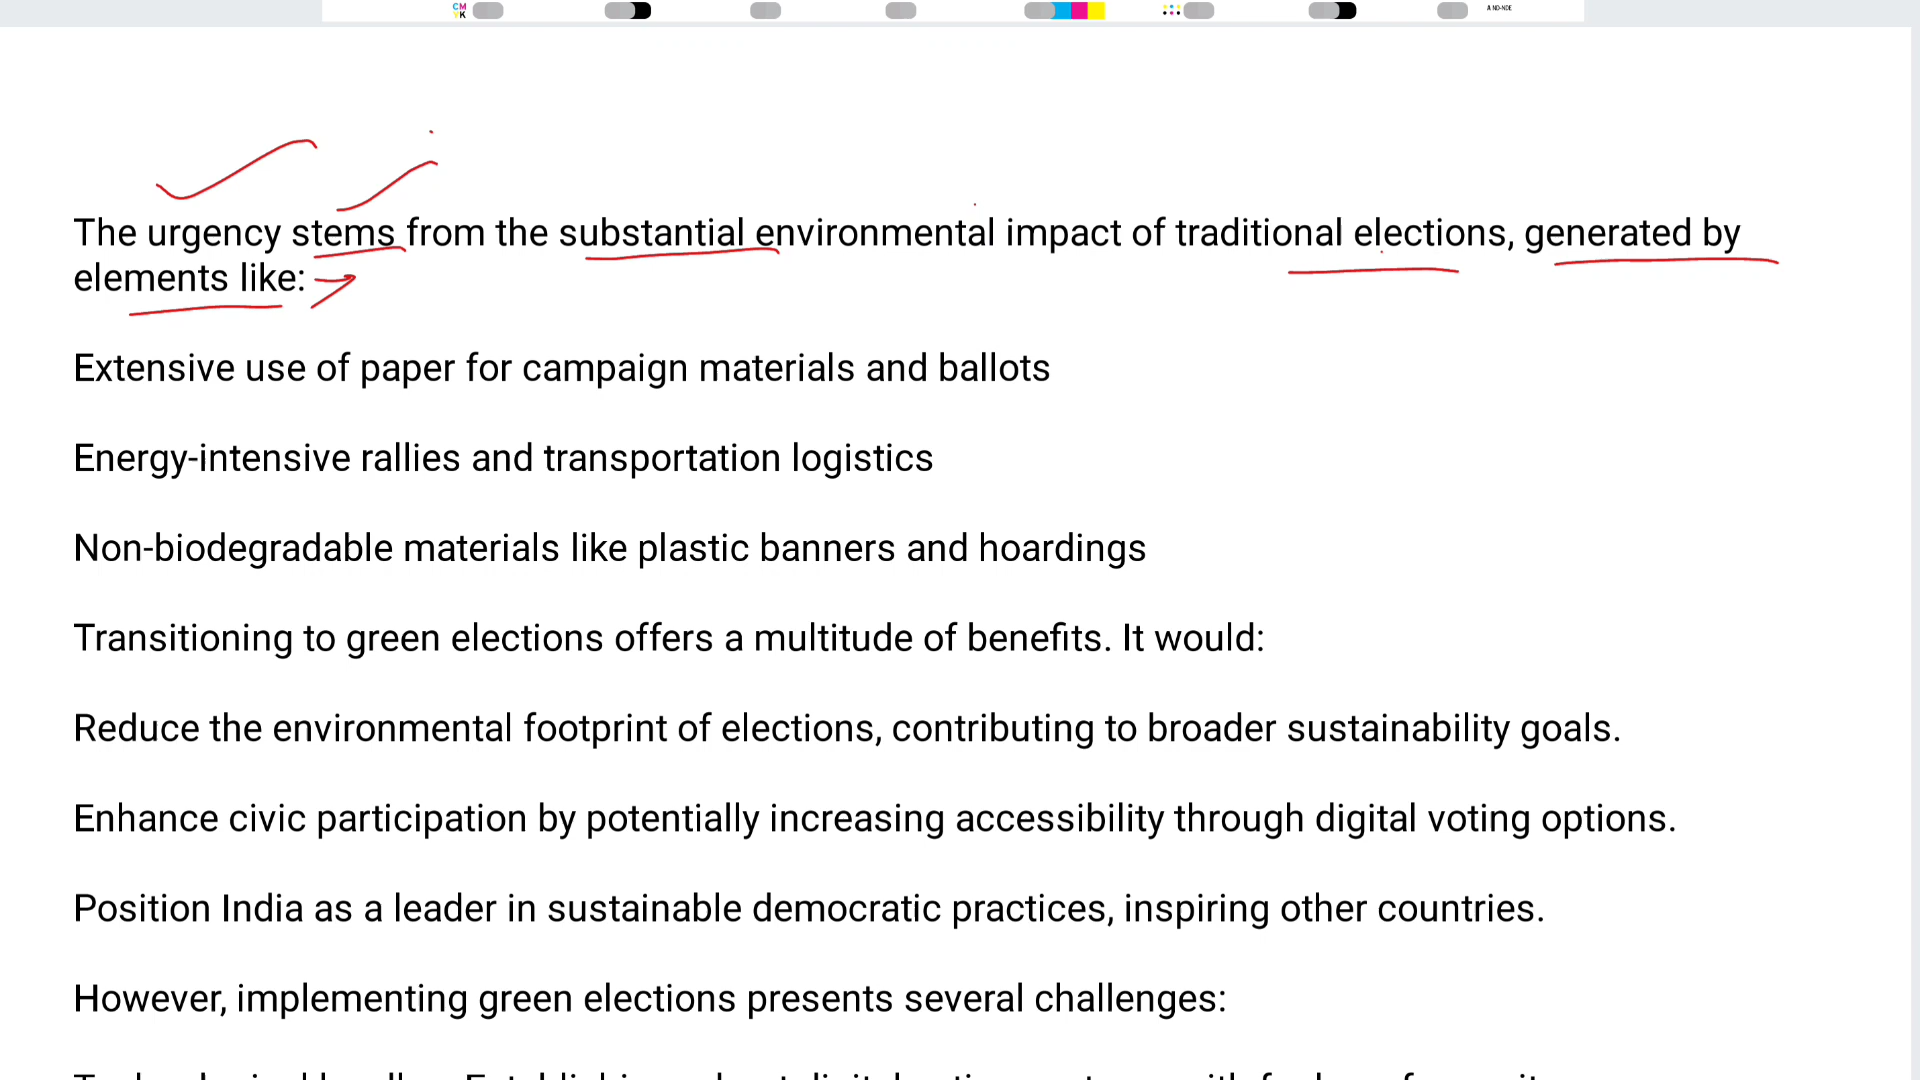 CM
YK
A ND-NDE
The urgency stems from the substantial environmental impact of traditional elections, generated by
elements like:
Extensive use of paper for campaign materials and ballots
Energy-intensive rallies and transportation logistics
Non-biodegradable materials like plastic banners and hoardings
Transitioning to green elections offers a multitude of benefits. It would:
Reduce the environmental footprint of elections, contributing to broader sustainability goals.
Enhance civic participation by potentially increasing accessibility through digital voting options.
Position India as a leader in sustainable democratic practices, inspiring other countries.
However, implementing green elections presents several challenges: